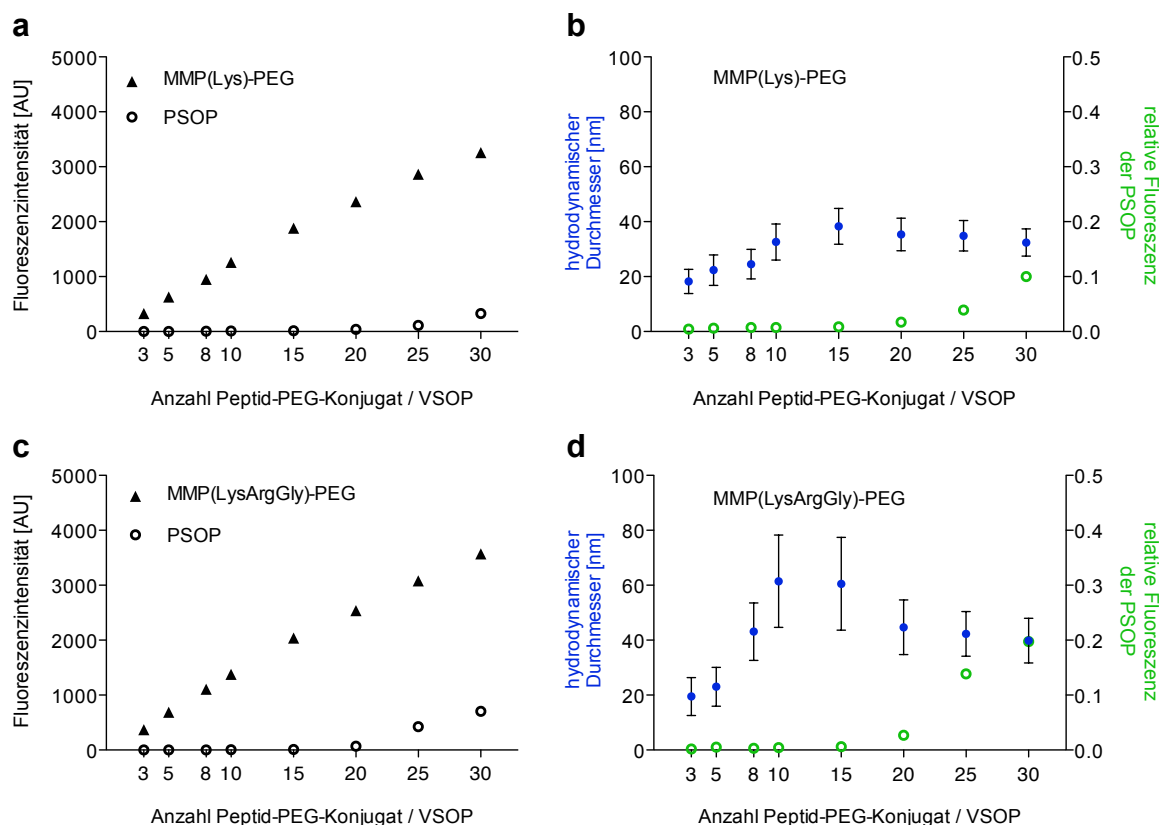 a
5000
4000
3000
2000
1000
0
Fluoreszenzintensität [AU]
MMP(Lys)-PEG
PSOP
3 5 8 10 15 20 25 30
Anzahl Peptid-PEG-Konjugat / VSOP
b
100
80
60
40
20
0
hydrodynamischer
Durchmesser [nm]
MMP(Lys)-PEG
0.5
0.4
0.3
0.2
0.1
0.0
relative Fluoreszenz
der PSOP
3 5 8 10 15 20 25 30
Anzahl Peptid-PEG-Konjugat / VSOP
c
5000
4000
3000
2000
1000
0
Fluoreszenzintensität [AU]
MMP(LysArgGly)-PEG
PSOP
3 5 8 10 15 20 25 30
Anzahl Peptid-PEG-Konjugat / VSOP
d
100
80
60
40
20
0
hydrodynamischer
Durchmesser [nm]
MMP(LysArgGly)-PEG
0.5
0.4
0.3
0.2
0.1
0.0
relative Fluoreszenz
der PSOP
3 5 8 10 15 20 25 30
Anzahl Peptid-PEG-Konjugat / VSOP